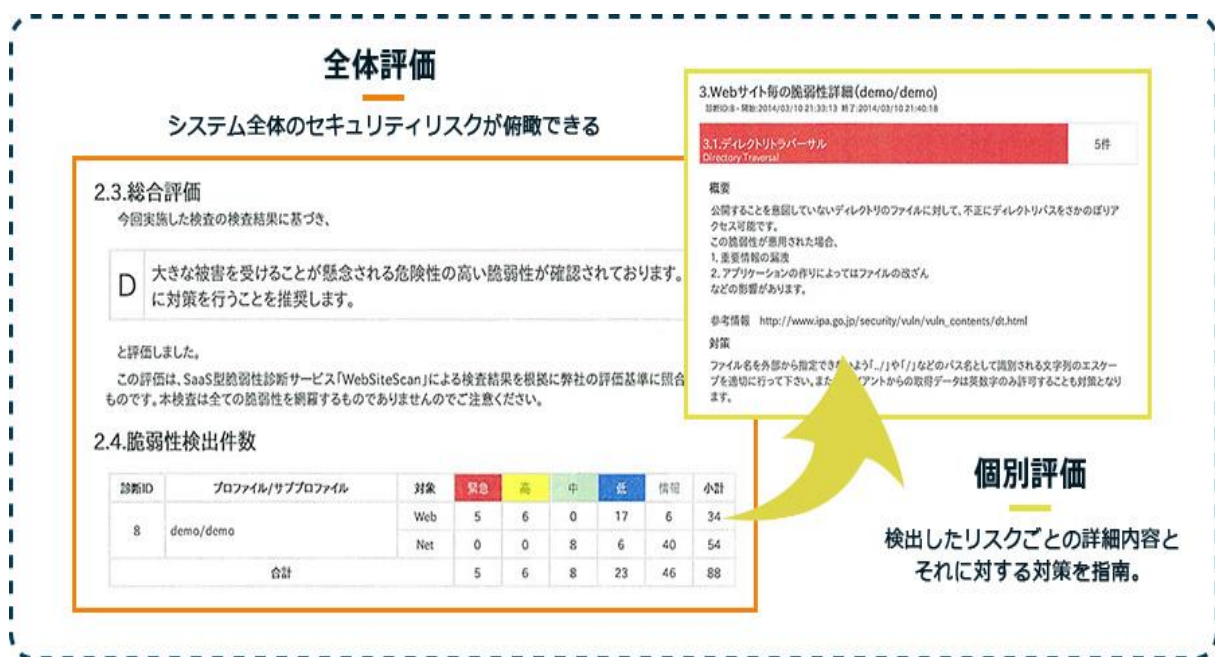 全体評価
システム全体のセキュリティリスクが俯瞰できる
2.3.総合評価
今回実施した検査の検査結果に基づき、
D
大きな被害を受けることが懸念される危険性の高い脆弱性が確認されております。
に対策を行うことを推奨します。
と評価しました。
この評価は、SaaS型脆弱性診断サービス「WebSiteScan」による検査結果を根拠に弊社の評価基準に照合
ものです。本検査は全ての脆弱性を網羅するものでありませんのでご注意ください。
2.4.脆弱性検出件数
診断ID プロファイル/サブプロファイル 対象 緊急 高 中 低 情報 小計
8 demo/demo Web 5 6 0 17 6 34
Net 0 0 8 6 40 54
合計 5 6 8 23 46 88
3.Webサイト毎の脆弱性詳細(demo/demo)
診断ID:8 - 開始:2014/03/10 21:33:13 終了:2014/03/10 21:40:18
3.1.ディレクトリトラバーサル 5件
Directory Traversal
概要
公開することを意図していないディレクトリのファイルに対して、不正にディレクトリパスをさかのぼりア
クセス可能です。
この脆弱性が悪用された場合、
1.重要情報の漏洩
2.アプリケーションの作りによってはファイルの改ざん
などの影響があります。
参考情報 http://www.ipa.go.jp/security/vuln/vuln_contents/dt.html
対策
ファイル名を外部から指定できないよう「../」や「/」などのパス名として識別される文字列のエスケー
プを適切に行って下さい。また アントからの取得データは英数字のみ許可することも対策となり
ます。
個別評価
検出したリスクごとの詳細内容と
それに対する対策を指南。